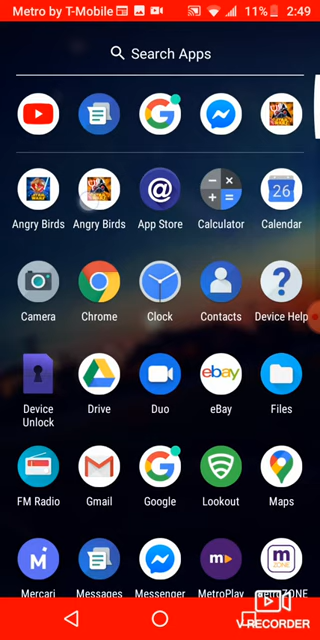 Metro by T-Mobile 11% 2:49
Search Apps
Angry Birds Angry Birds App Store Calculator Calendar
26
Camera Chrome Clock Contacts Device Help
Device Unlock Drive Duo eBay Files
ebay
FM Radio Gmail Google Lookout Maps
Mercari Messages Messenger MetroPlay metroZONE
V RECORDER